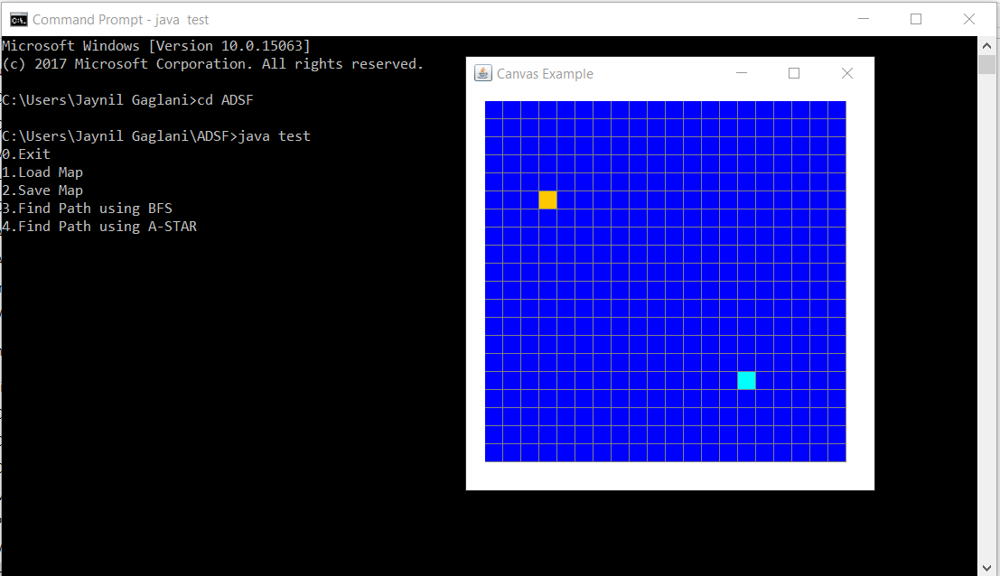 Command Prompt - java  test
Microsoft Windows [Version 10.0.15063]
(c) 2017 Microsoft Corporation. All rights reserved.
Canvas Example
C:\Users\Jaynil Gaglani>cd ADSF
C:\Users\Jaynil Gaglani\ADSF>java test
0.Exit
1.Load Map
2.Save Map
3.Find Path using BFS
4.Find Path using A-STAR